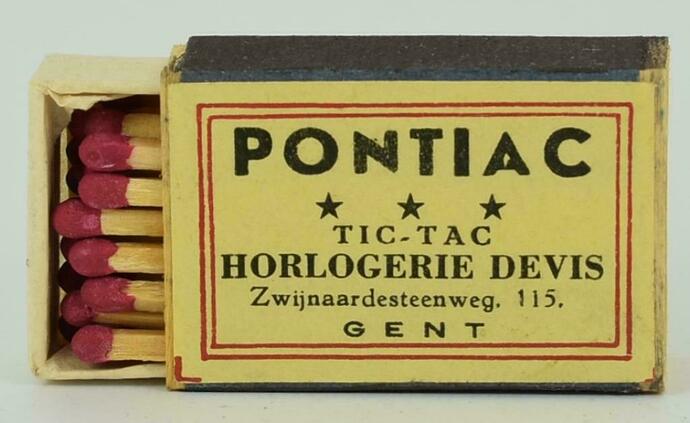 PONTIAC
TIC-TAC
HORLOGERIE DEVIS
Zwijnaardesteenweg. 115.
GENT